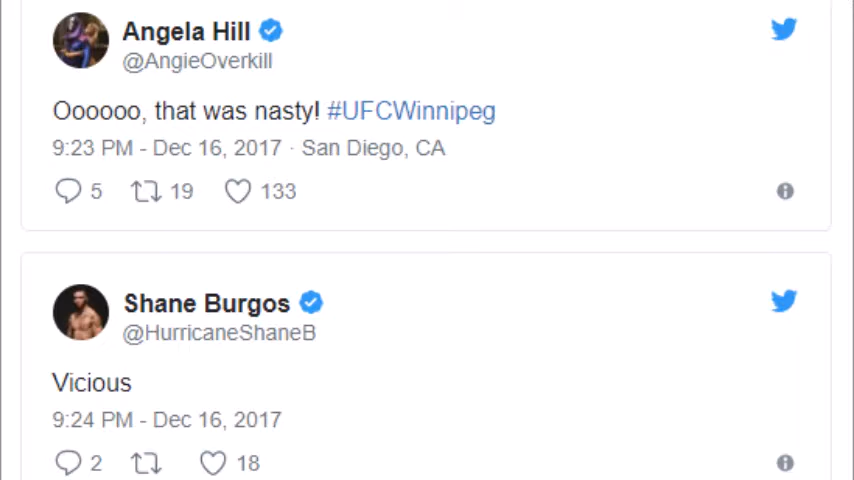 Angela Hill
@AngieOverkill
Oooooo, that was nasty! #UFCWinnipeg
9:23 PM - Dec 16, 2017 · San Diego, CA
5 19 133
Shane Burgos
@HurricaneShaneB
Vicious
9:24 PM - Dec 16, 2017
2 18